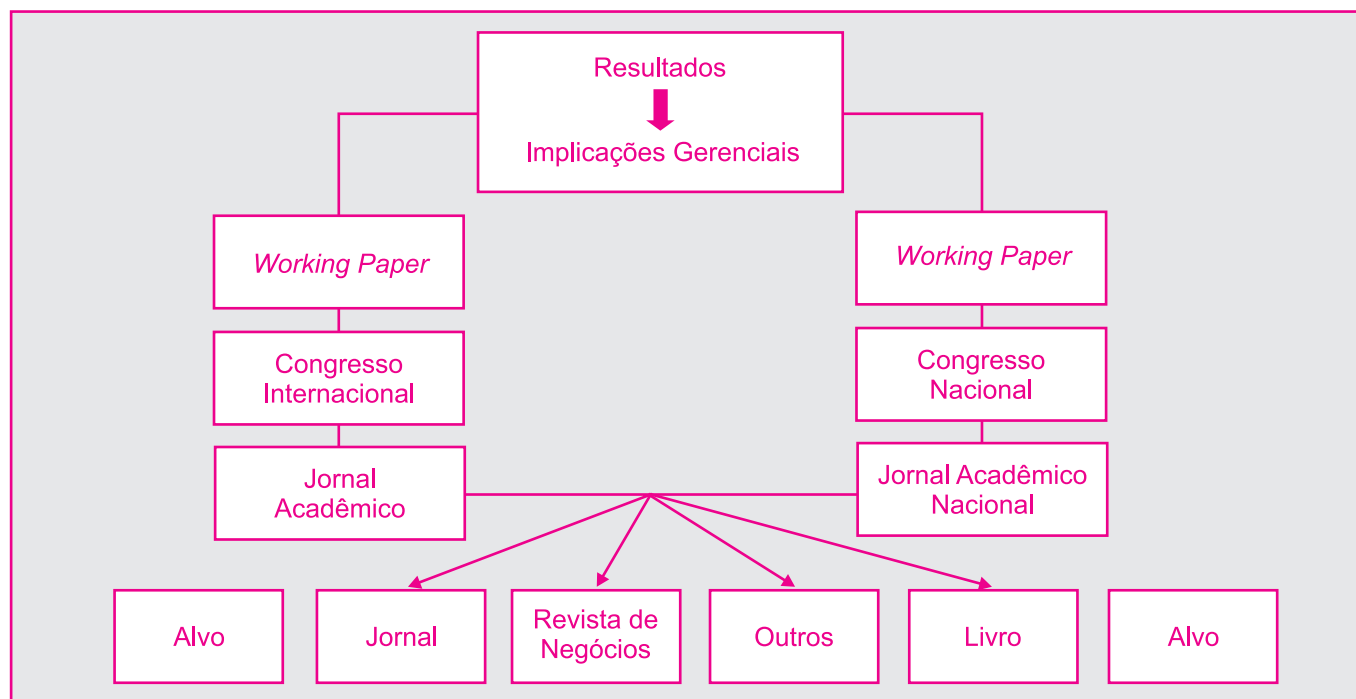 Resultados
Implicações Gerenciais
Working Paper
Working Paper
Congresso
Internacional
Congresso
Nacional
Jornal
Acadêmico
Jornal Acadêmico
Nacional
Alvo
Jornal
Revista de
Negócios
Outros
Livro
Alvo